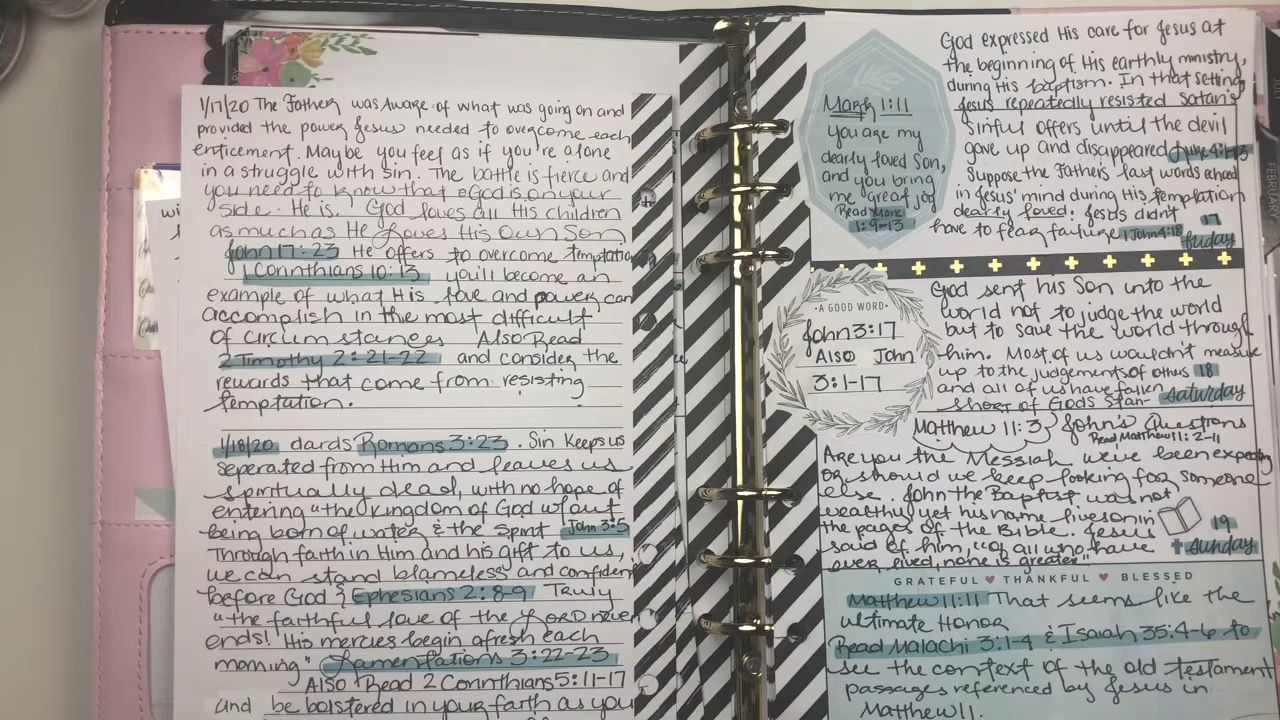 1/17/20 The Father was aware of what was going on and
provided the power Jesus needed to overcome each
enticement. Maybe you feel as if you're alone
in a struggle with sin. The battle is fierce and
you need to know that God is on your
side. He is. God loves all His children
as much as He loves His own Son
John 17:23 He offers to overcome temptation
1 Corinthians 10:13 you'll become an
example of what His love and power can
accomplish in the most difficult
of circumstances Also Read
2 Timothy 2:21-22 and consider the
rewards that come from resisting
temptation.
1/18/20 dards Romans 3:23. Sin keeps us
seperated from Him and leaves us
spiritually dead, with no hope of
entering "the kingdom of God w/out
being born of water & the Spirit John 3:5
Through faith in Him and his gift to us,
we can stand blameless and confident
before God! Ephesians 2:8-9 Truly
"the faithful love of the LORD never
ends! His mercies begin afresh each
morning" Lamentations 3:22-23
Also Read 2 Corinthians 5:11-17
and be bolstered in your faith as you
Mark 1:11
You are my
dearly loved Son,
and you bring
me great joy
Read Mark
1:9-13
God expressed His care for Jesus at
the beginning of His earthly ministry,
during His baptism. In that setting
Jesus repeatedly resisted Satan's
sinful offers until the devil
gave up and disappeared Luke 4:1-13
Suppose the Father's last words echoed
in Jesus' mind during His temptation
dearly loved. Jesus didn't
have to fear failure 1 John 4:18
17
friday
•A GOOD WORD•
John 3:17
Also John
3:1-17
God sent his Son into the
world not to judge the world
but to save the world through
him. Most of us wouldn't measure
up to the judgements of others 18
and all of us have fallen
short of Gods Stan- saturday
Matthew 11:3 John's Questions
Read Matthew 11:2-11
Are you the Messiah we've been expecting
or should we keep looking for someone
else. John the Baptist was not
wealthy yet his name lives on in
the pages of the Bible. Jesus
said of him, "of all who have
ever lived, none is greater"
19
sunday
GRATEFUL ♥ THANKFUL ♥ BLESSED
Matthew 11:11 That seems like the
ultimate Honor
Read Malachi 3:1-4 & Isaiah 35:4-6 to
see the context of the old testament
passages referenced by Jesus in
Matthew 11.
FEBRUARY